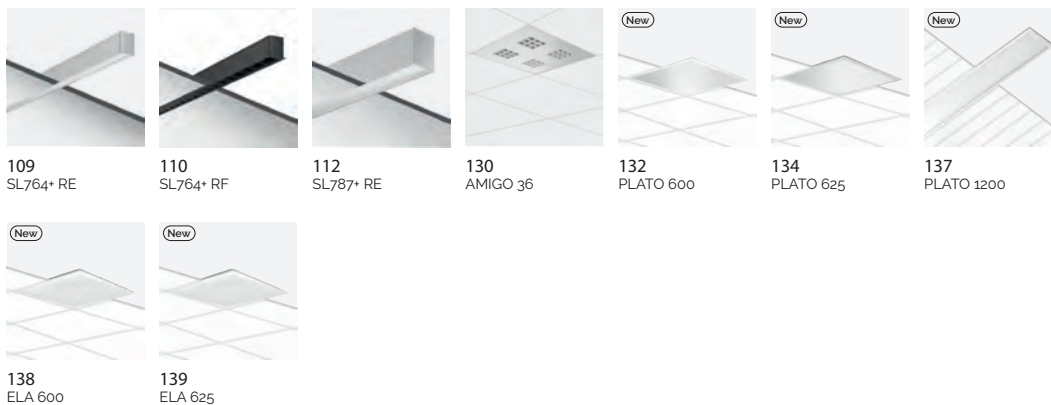 New
New
New
109
SL764+ RE
110
SL764+ RF
112
SL787+ RE
130
AMIGO 36
132
PLATO 600
134
PLATO 625
137
PLATO 1200
New
New
138
ELA 600
139
ELA 625